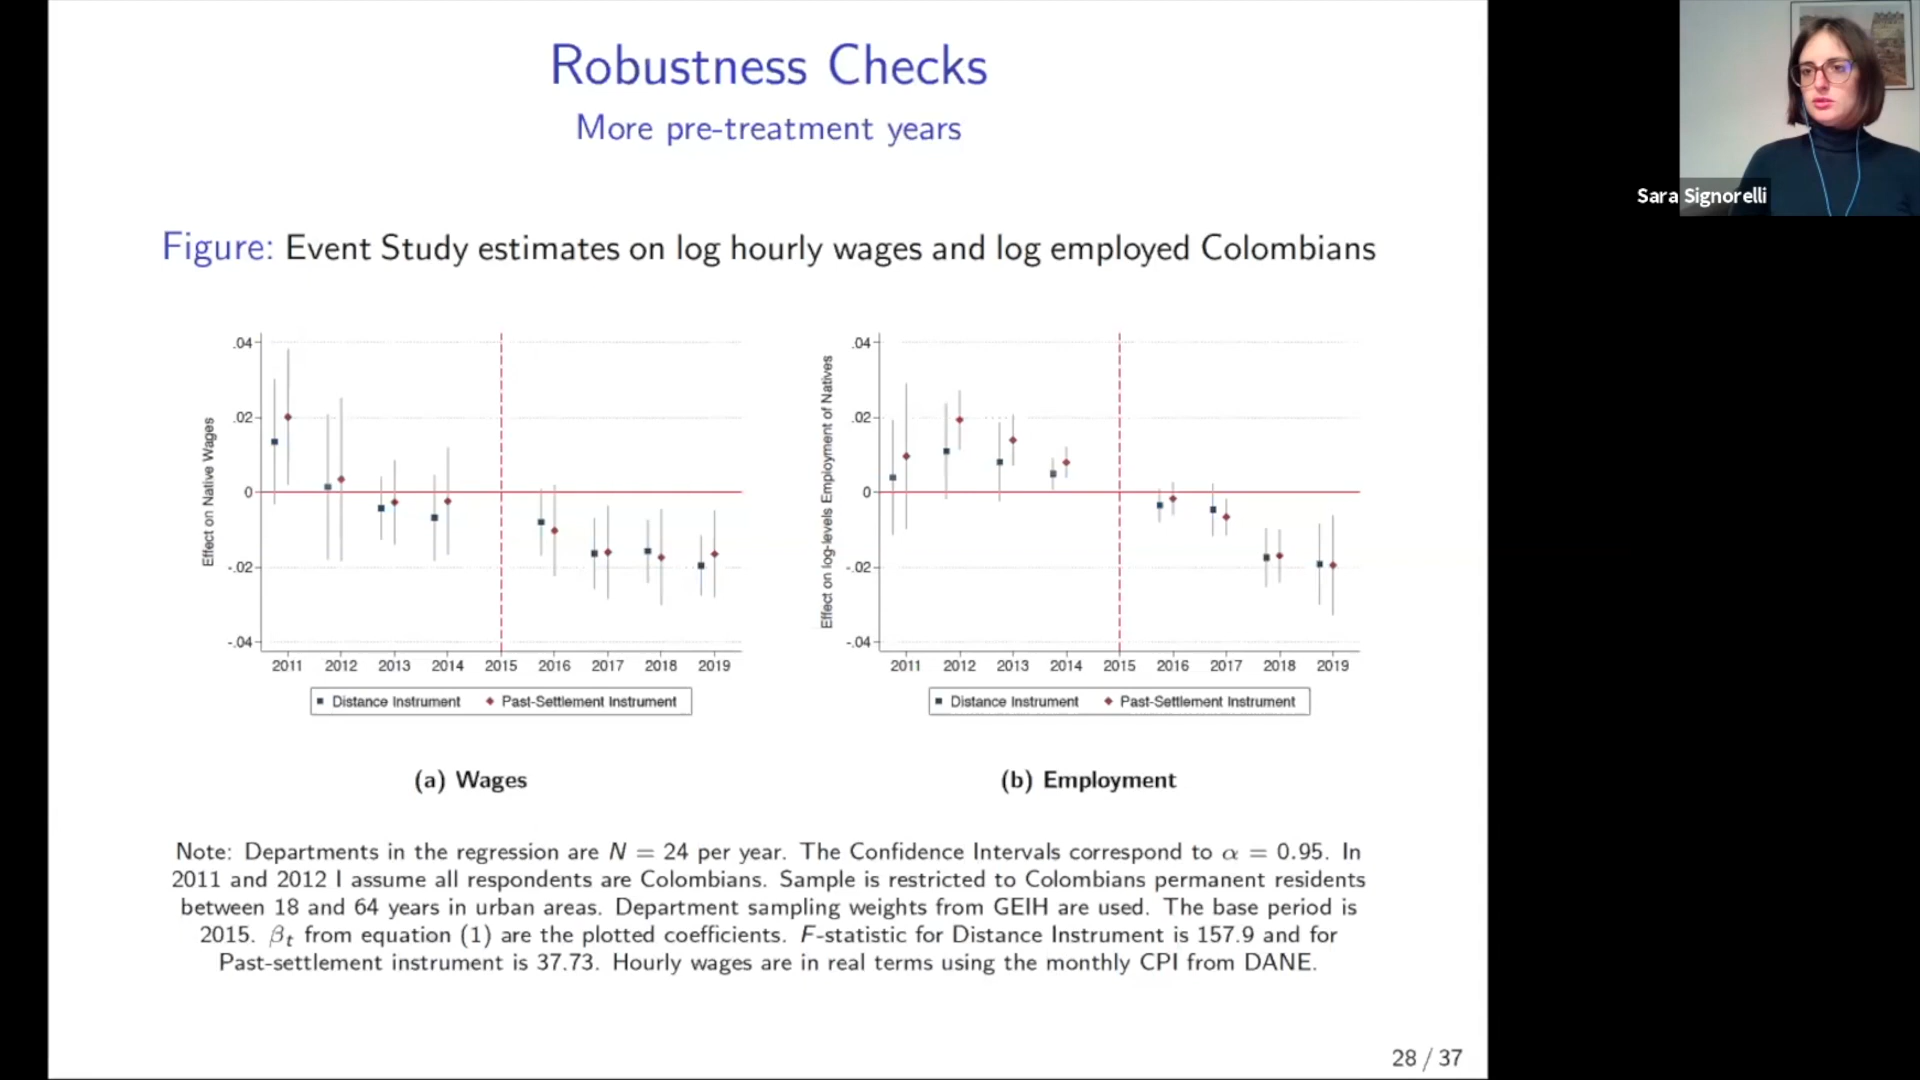 Robustness Checks
More pre-treatment years
Sara Signorelli
Figure: Event Study estimates on log hourly wages and log employed Colombians
Effect on Native Wages
.04
.02
0
-.02
-.04
2011 2012 2013 2014 2015 2016 2017 2018 2019
Distance Instrument Past-Settlement Instrument
(a) Wages
Effect on log-levels Employment of Natives
.04
.02
0
-.02
-.04
2011 2012 2013 2014 2015 2016 2017 2018 2019
Distance Instrument Past-Settlement Instrument
(b) Employment
Note: Departments in the regression are N = 24 per year. The Confidence Intervals correspond to α = 0.95. In
2011 and 2012 I assume all respondents are Colombians. Sample is restricted to Colombians permanent residents
between 18 and 64 years in urban areas. Department sampling weights from GEIH are used. The base period is
2015. βt from equation (1) are the plotted coefficients. F-statistic for Distance Instrument is 157.9 and for
Past-settlement instrument is 37.73. Hourly wages are in real terms using the monthly CPI from DANE.
28 / 37